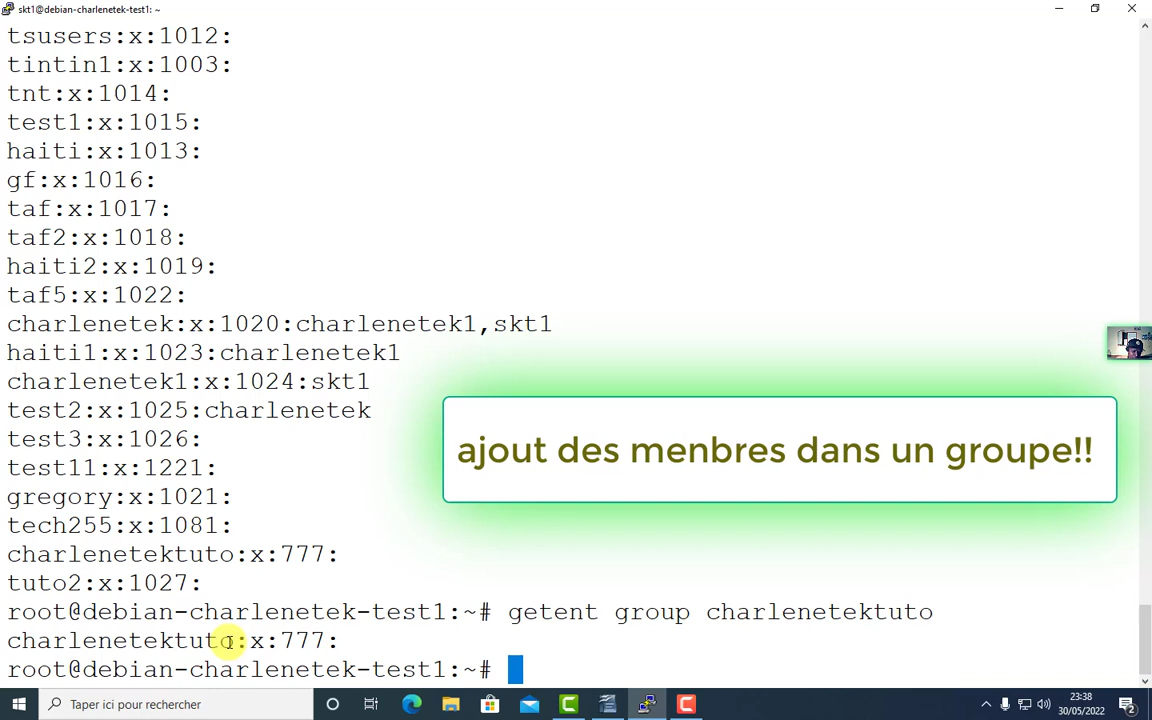 skt1@debian-charlenetek-test1: ~
tsusers:x:1012:
tintin1:x:1003:
tnt:x:1014:
test1:x:1015:
haiti:x:1013:
gf:x:1016:
taf:x:1017:
taf2:x:1018:
haiti2:x:1019:
taf5:x:1022:
charlenetek:x:1020:charlenetek1,skt1
haiti1:x:1023:charlenetek1
charlenetek1:x:1024:skt1
test2:x:1025:charlenetek
ajout des menbres dans un groupe!!
test3:x:1026:
test11:x:1221:
gregory:x:1021:
tech255:x:1081:
charlenetektuto:x:777:
tuto2:x:1027:
root@debian-charlenetek-test1:~# getent group charlenetektuto
charlenetektuto:x:777:
root@debian-charlenetek-test1:~#
Taper ici pour rechercher
23:38
30/05/2022
2